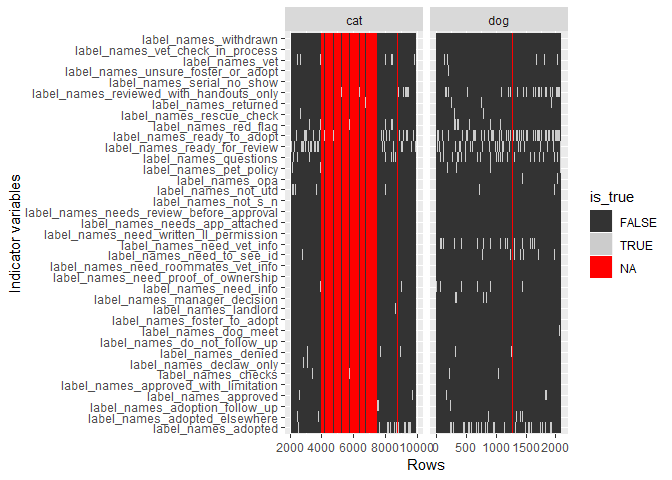 cat
dog
label_names_withdrawn
label_names_vet_check_in_process
label_names_vet
label_names_unsure_foster_or_adopt
label_names_serial_no_show
label_names_reviewed_with_handouts_only
label_names_returned
label_names_rescue_check
label_names_red_flag
label_names_ready_to_adopt
label_names_ready_for_review
label_names_questions
label_names_pet_policy
label_names_opa
label_names_not_utd
label_names_not_s_n
label_names_needs_review_before_approval
label_names_needs_app_attached
label_names_need_written_ll_permission
label_names_need_vet_info
label_names_need_to_see_id
label_names_need_roommates_vet_info
label_names_need_proof_of_ownership
label_names_need_info
label_names_manager_decision
label_names_landlord
label_names_foster_to_adopt
label_names_dog_meet
label_names_do_not_follow_up
label_names_denied
label_names_declaw_only
label_names_checks
label_names_approved_with_limitation
label_names_approved
label_names_adoption_follow_up
label_names_adopted_elsewhere
label_names_adopted
Indicator variables
2000 4000 6000 8000 10000
0 500 1000 1500 2000
Rows
is_true
FALSE
TRUE
NA